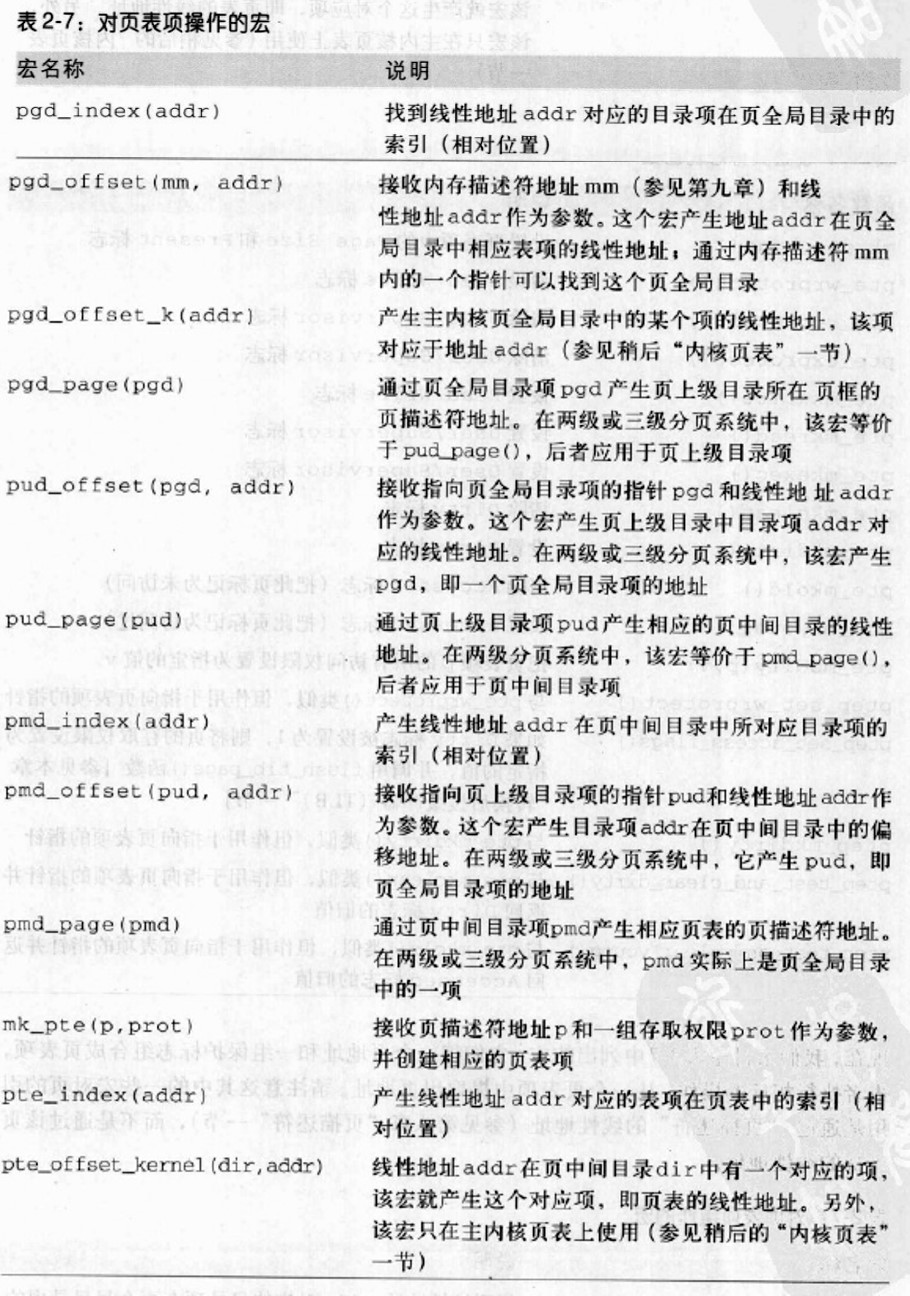 表2-7：对页表项操作的宏
宏名称 说明
pgd_index(addr) 找到线性地址 addr 对应的目录项在页全局目录中的
索引（相对位置）
pgd_offset(mm, addr) 接收内存描述符地址 mm（参见第九章）和线
性地址 addr 作为参数。这个宏产生地址 addr 在页全
局目录中相应表项的线性地址；通过内存描述符 mm
内的一个指针可以找到这个页全局目录
pgd_offset_k(addr) 产生主内核页全局目录中的某个项的线性地址，该项
对应于地址 addr（参见稍后“内核页表”一节）
pgd_page(pgd) 通过页全局目录项 pgd 产生页上级目录所在 页框的
页描述符地址。在两级或三级分页系统中，该宏等价
于 pud_page()，后者应用于页上级目录项
pud_offset(pgd, addr) 接收指向页全局目录项的指针 pgd 和线性地 址 addr
作为参数。这个宏产生页上级目录中目录项 addr 对
应的线性地址。在两级或三级分页系统中，该宏产生
pgd，即一个页全局目录项的地址
pud_page(pud) 通过页上级目录项 pud 产生相应的页中间目录的线性
地址。在两级分页系统中，该宏等价于 pmd_page()，
后者应用于页中间目录项
pmd_index(addr) 产生线性地址 addr 在页中间目录中所对应目录项的
索引（相对位置）
pmd_offset(pud, addr) 接收指向页上级目录项的指针pud和线性地址addr作
为参数。这个宏产生目录项addr在页中间目录中的偏
移地址。在两级或三级分页系统中，它产生 pud，即
页全局目录项的地址
pmd_page(pmd) 通过页中间目录项pmd产生相应页表的页描述符地址。
在两级或三级分页系统中，pmd 实际上是页全局目录
中的一项
mk_pte(p,prot) 接收页描述符地址p和一组存取权限prot作为参数，
并创建相应的页表项
pte_index(addr) 产生线性地址 addr 对应的表项在页表中的索引（相
对位置）
pte_offset_kernel(dir,addr) 线性地址addr在页中间目录dir中有一个对应的项，
该宏就产生这个对应项，即页表的线性地址。另外，
该宏只在主内核页表上使用（参见稍后的“内核页表”
一节）